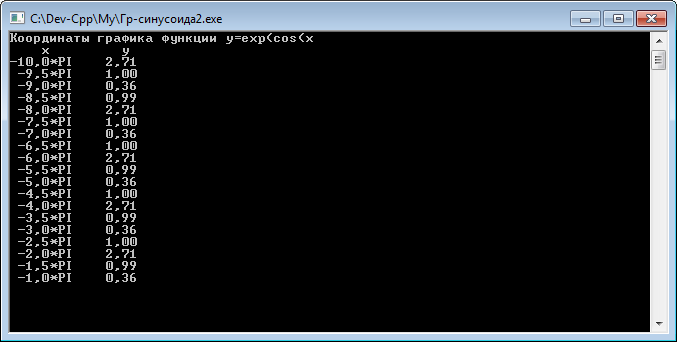 C:\Dev-Cpp\My\Гр-синусоида2.exe
Координаты графика функции y=exp(cos(x
x y
-10,0*PI 2,71
-9,5*PI 1,00
-9,0*PI 0,36
-8,5*PI 0,99
-8,0*PI 2,71
-7,5*PI 1,00
-7,0*PI 0,36
-6,5*PI 1,00
-6,0*PI 2,71
-5,5*PI 0,99
-5,0*PI 0,36
-4,5*PI 1,00
-4,0*PI 2,71
-3,5*PI 0,99
-3,0*PI 0,36
-2,5*PI 1,00
-2,0*PI 2,71
-1,5*PI 0,99
-1,0*PI 0,36